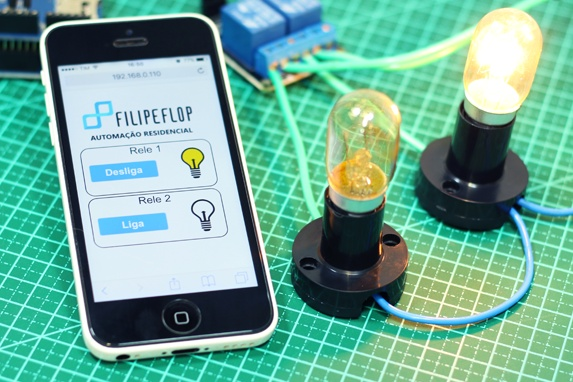 192.168.0.110
FILIPEFLOP
AUTOMAÇÃO RESIDENCIAL
Rele 1
Desliga
Rele 2
Liga